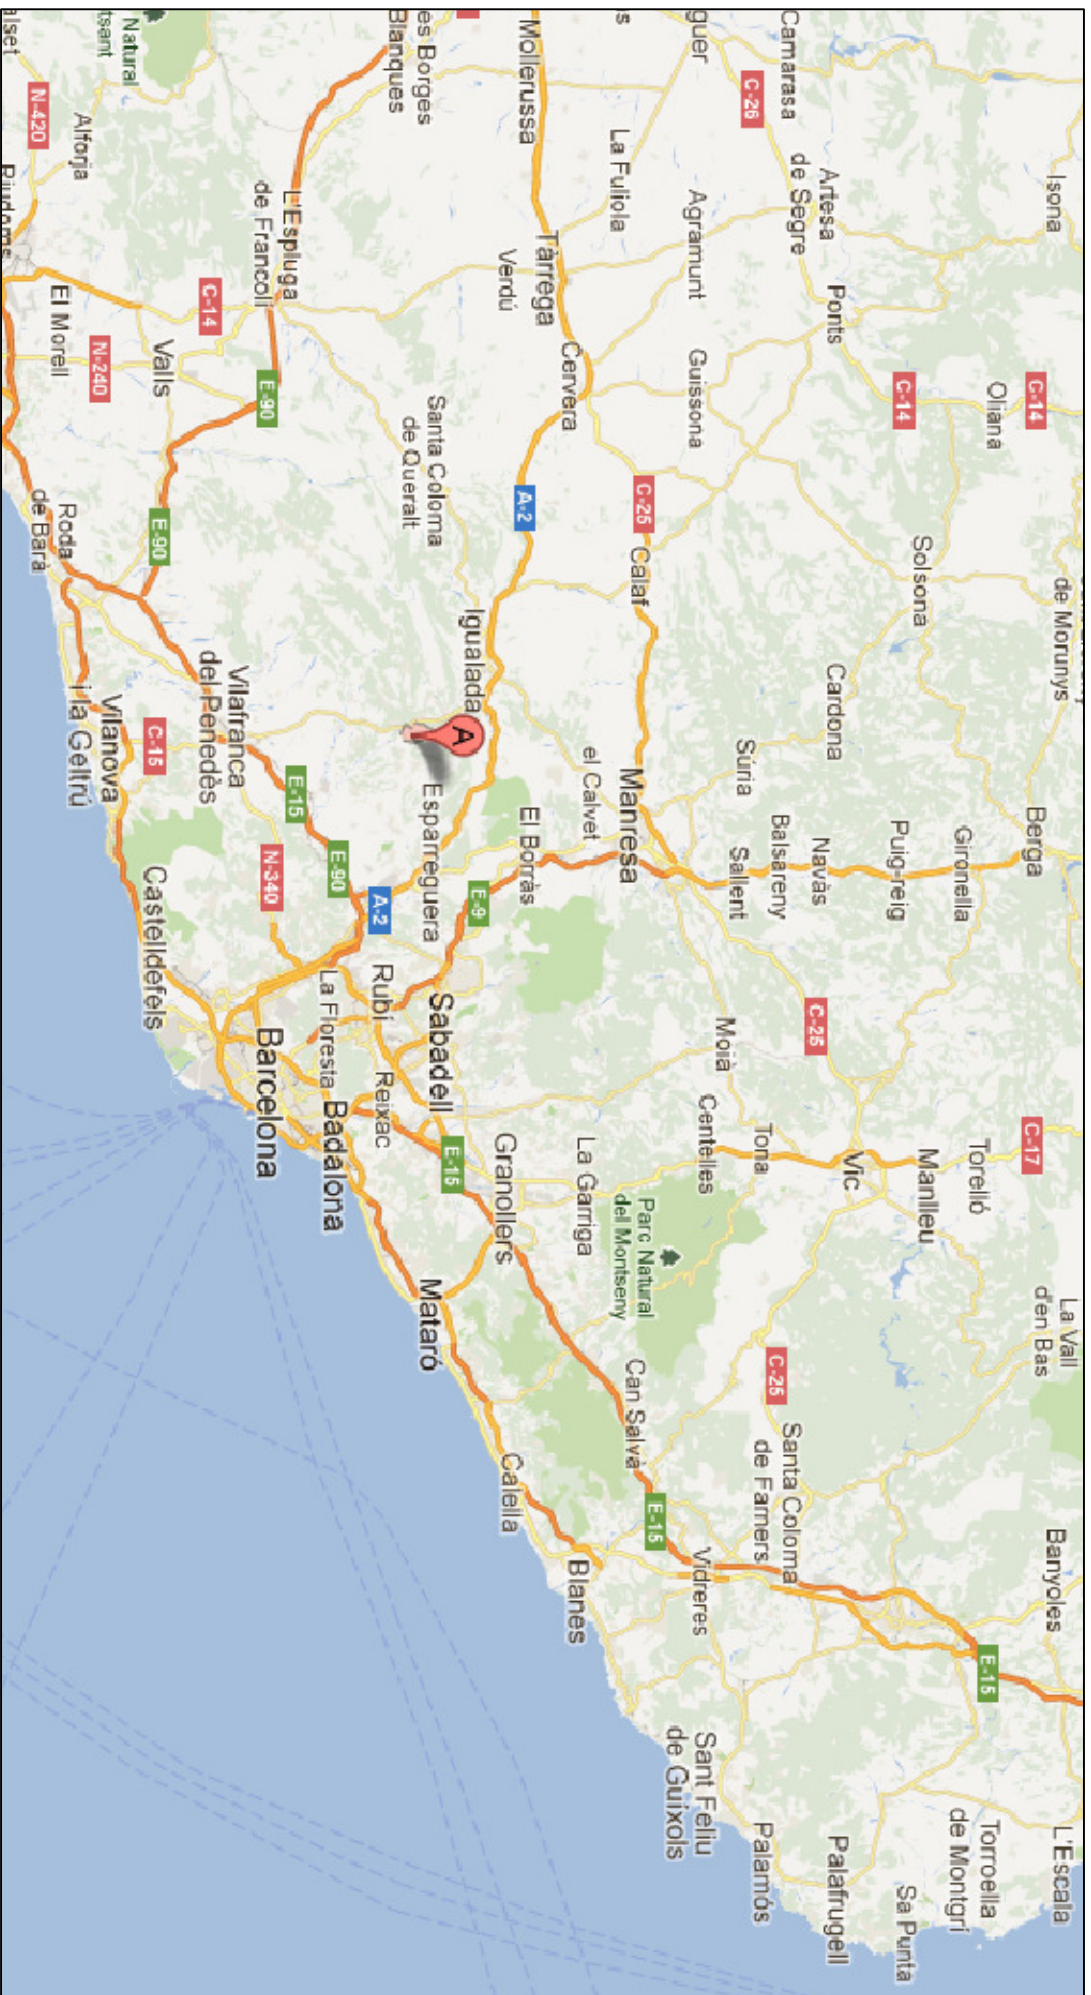 Camarasa
C-26
Isona
Artesa
de Segre
C-14
Oliana
C-14
Ponts
Solsona
de Morunys
Berga
Gironella
Puig-reig
Navàs
Balsareny
Sallent
Cardona
Súria
C-17
Torelló
Manlleu
Vic
Tona
Centelles
Moià
C-25
La Vall
d'en Bas
Banyoles
E-15
L'Escala
Torroella
de Montgrí
Sa Punta
Palafrugell
Palamós
Sant Feliu
de Guíxols
Santa Coloma
de Farners
C-25
Vidreres
E-15
Can Salvà
Parc Natural
del Montseny
La Garriga
Granollers
Blanes
Calella
Mataró
E-15
Agramunt
Guissona
La Fuliola
C-25
Calaf
Manresa
el Calvet
El Borràs
Mollerussa
Tàrrega
Verdú
Cervera
A-2
Igualada
A
Esparreguera
E-9
Sabadell
Rubí
Reixac
La Floresta
Badalona
Barcelona
es Borges
Blanques
Santa Coloma
de Queralt
L'Espluga
de Francolí
C-14
E-90
Valls
N-240
El Morell
E-90
Vilafranca
del Penedès
E-15
E-90
A-2
N-340
C-15
Vilanova
i la Geltrú
Castelldefels
Roda
de Barà
Natural
tsant
Alforja
N-420
Riudoms
guer